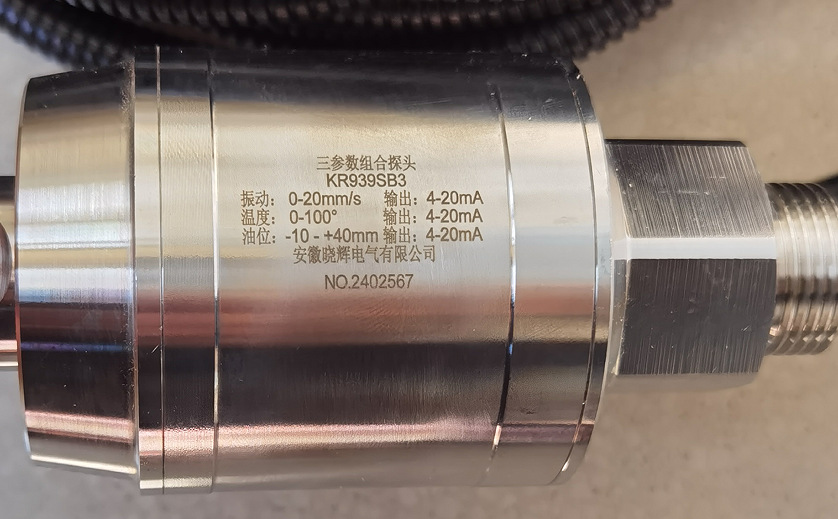 三参数组合探头
KR939SB3
振动： 0-20mm/s 输出：4-20mA
温度： 0-100° 输出：4-20mA
油位：-10 - +40mm 输出：4-20mA
安徽晓辉电气有限公司
NO.2402567